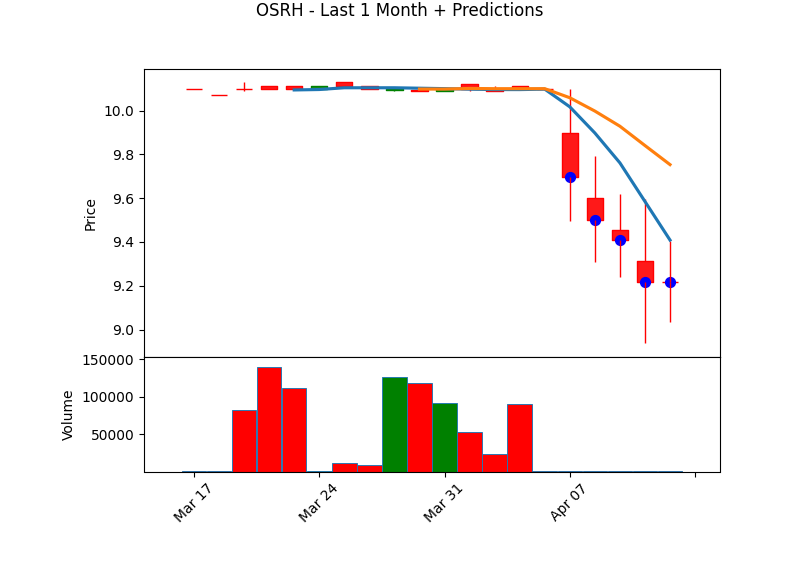 OSRH - Last 1 Month + Predictions
Price
10.0
9.8
9.6
9.4
9.2
9.0
Volume
150000
100000
50000
Mar 17
Mar 24
Mar 31
Apr 07